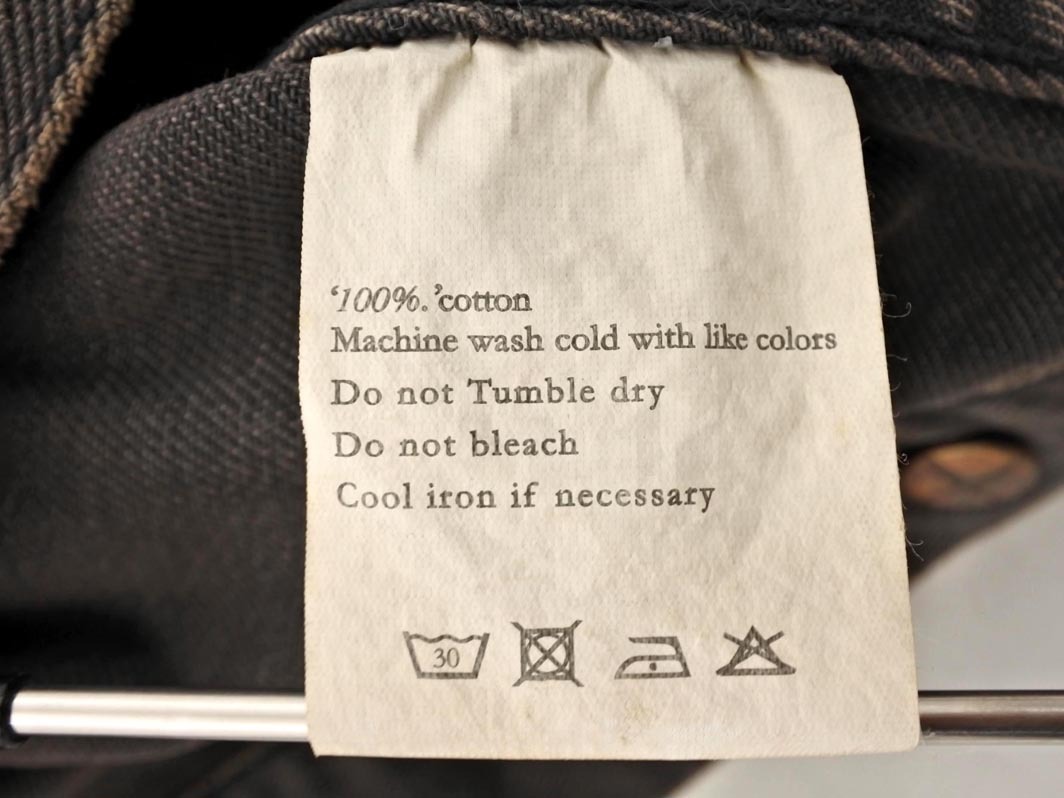 ‘100%.’cotton
Machine wash cold with like colors
Do not Tumble dry
Do not bleach
Cool iron if necessary
30